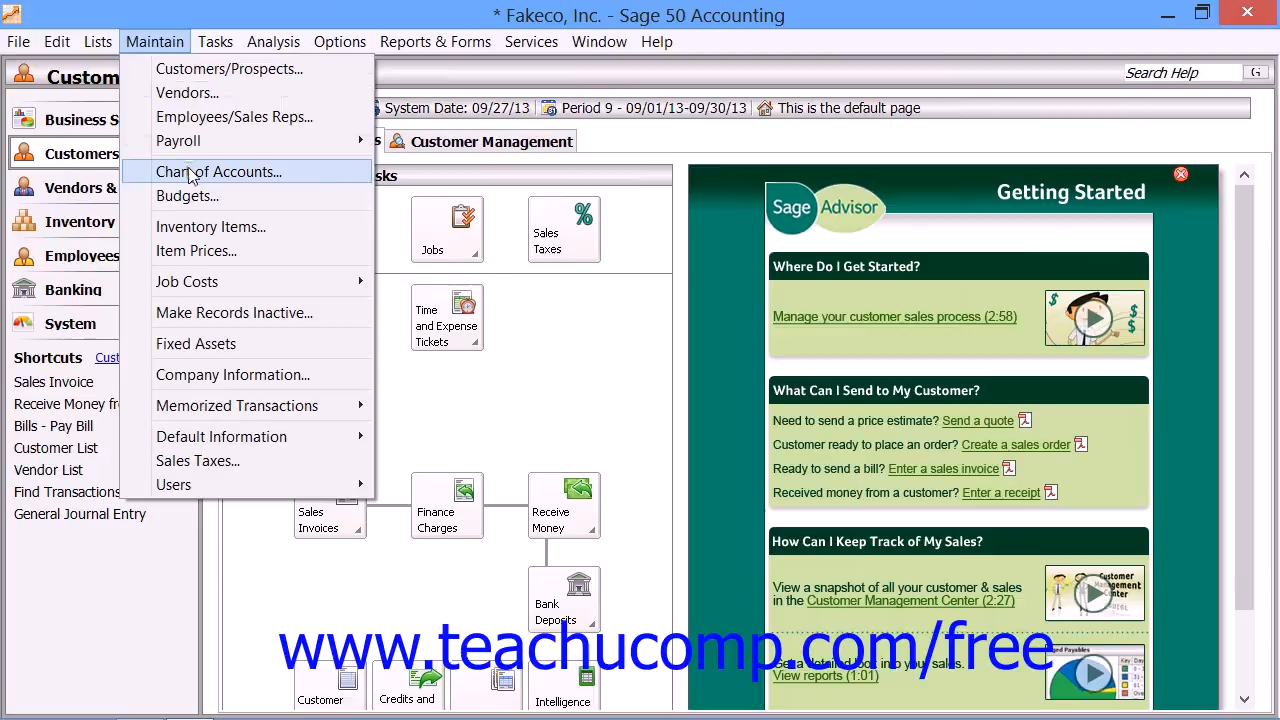 * Fakeco, Inc. - Sage 50 Accounting
File Edit Lists Maintain Tasks Analysis Options Reports & Forms Services Window Help
Custom
Search Help
Customers/Prospects...
Vendors...
Employees/Sales Reps...
Payroll
Chart of Accounts...
Budgets...
Inventory Items...
Item Prices...
Job Costs
Make Records Inactive...
Fixed Assets
Company Information...
Memorized Transactions
Default Information
Sales Taxes...
Users
System Date: 09/27/13 Period 9 - 09/01/13-09/30/13 This is the default page
Business S
Customers
Vendors &
Inventory
Employees
Banking
System
Shortcuts Cust
Sales Invoice
Receive Money fr
Bills - Pay Bill
Customer List
Vendor List
Find Transactions
General Journal Entry
s Customer Management
sks
Jobs
Sales
Taxes
%
Time
and Expense
Tickets
Sales
Invoices
Finance
Charges
Receive
Money
Bank
Deposits
Customer
Credits and
Intelligence
Sage Advisor
Getting Started
Where Do I Get Started?
Manage your customer sales process (2:58)
What Can I Send to My Customer?
Need to send a price estimate? Send a quote
Customer ready to place an order? Create a sales order
Ready to send a bill? Enter a sales invoice
Received money from a customer? Enter a receipt
How Can I Keep Track of My Sales?
View a snapshot of all your customer & sales
in the Customer Management Center (2:27)
Customer
Management
Center
Get a detailed look into your sales.
View reports (1:01)
www.teachucomp.com/free